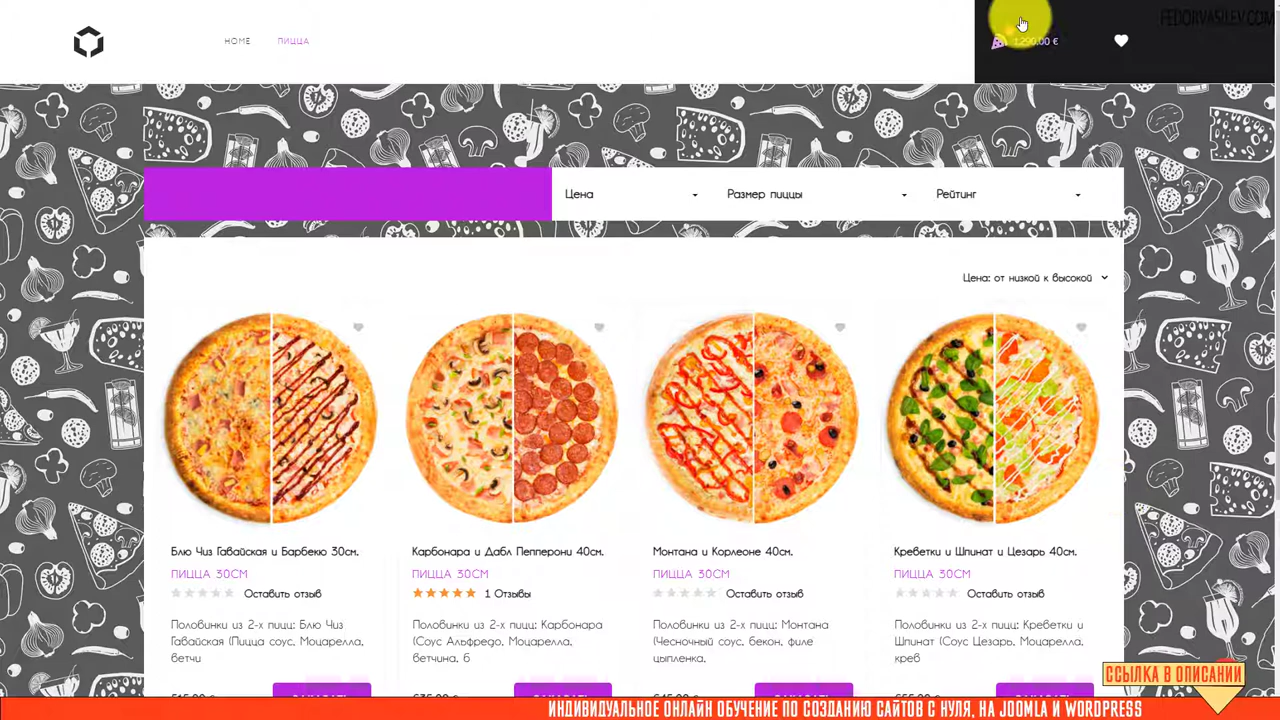 FEDORVASILEV.COM
HOME ПИЦЦА
1 290,00 €
Цена Размер пиццы Рейтинг
Цена: от низкой к высокой
Блю Чиз Гавайская и Барбекю 30см.
ПИЦЦА 30СМ
Оставить отзыв
Половинки из 2-х пицц: Блю Чиз
Гавайская (Пицца соус, Моцарелла,
ветчи
Карбонара и Дабл Пепперони 40см.
ПИЦЦА 30СМ
1 Отзывы
Половинки из 2-х пицц: Карбонара
(Соус Альфредо, Моцарелла,
ветчина, б
Монтана и Корлеоне 40см.
ПИЦЦА 30СМ
Оставить отзыв
Половинки из 2-х пицц: Монтана
(Чесночный соус, бекон, филе
цыпленка,
Креветки и Шпинат и Цезарь 40см.
ПИЦЦА 30СМ
Оставить отзыв
Половинки из 2-х пицц: Креветки и
Шпинат (Соус Цезарь, Моцарелла,
крев
ССЫЛКА В ОПИСАНИИ
ИНДИВИДУАЛЬНОЕ ОНЛАЙН ОБУЧЕНИЕ ПО СОЗДАНИЮ САЙТОВ С НУЛЯ, НА JOOMLA И WORDPRESS